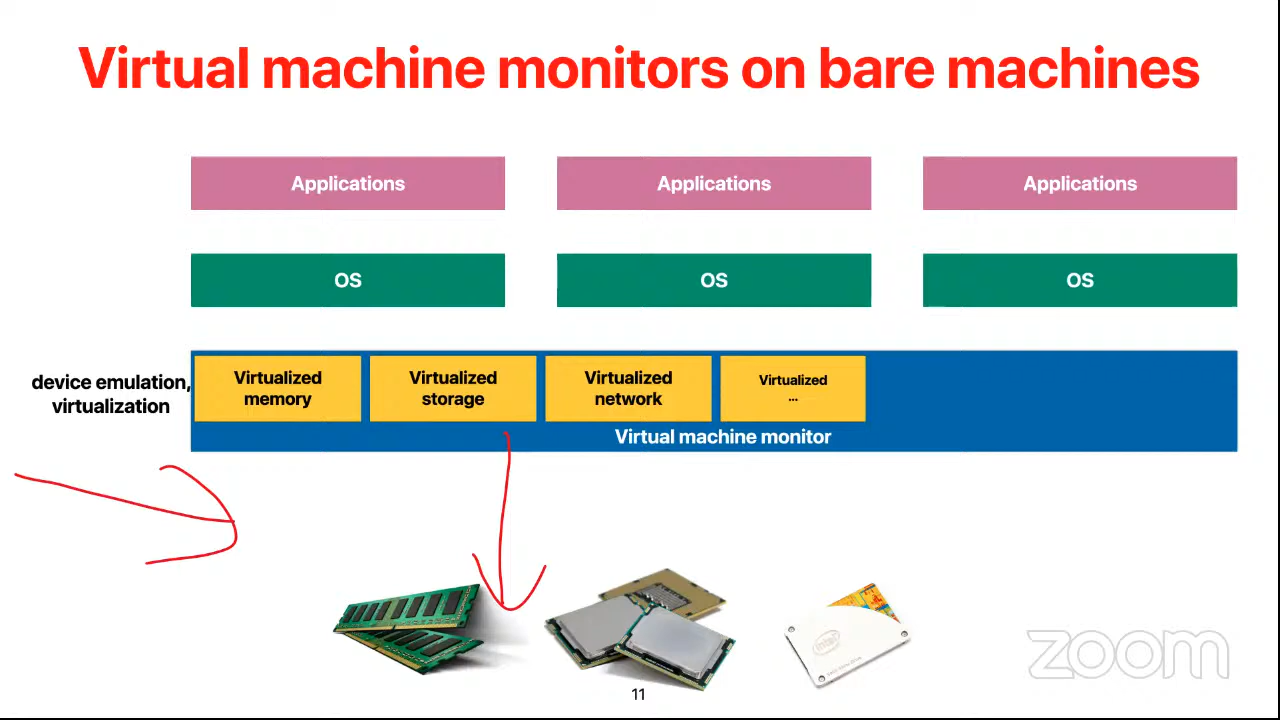 Virtual machine monitors on bare machines
Applications
Applications
Applications
OS
OS
OS
device emulation,
virtualization
Virtualized
memory
Virtualized
storage
Virtualized
network
Virtualized
...
Virtual machine monitor
intel
11
zoom